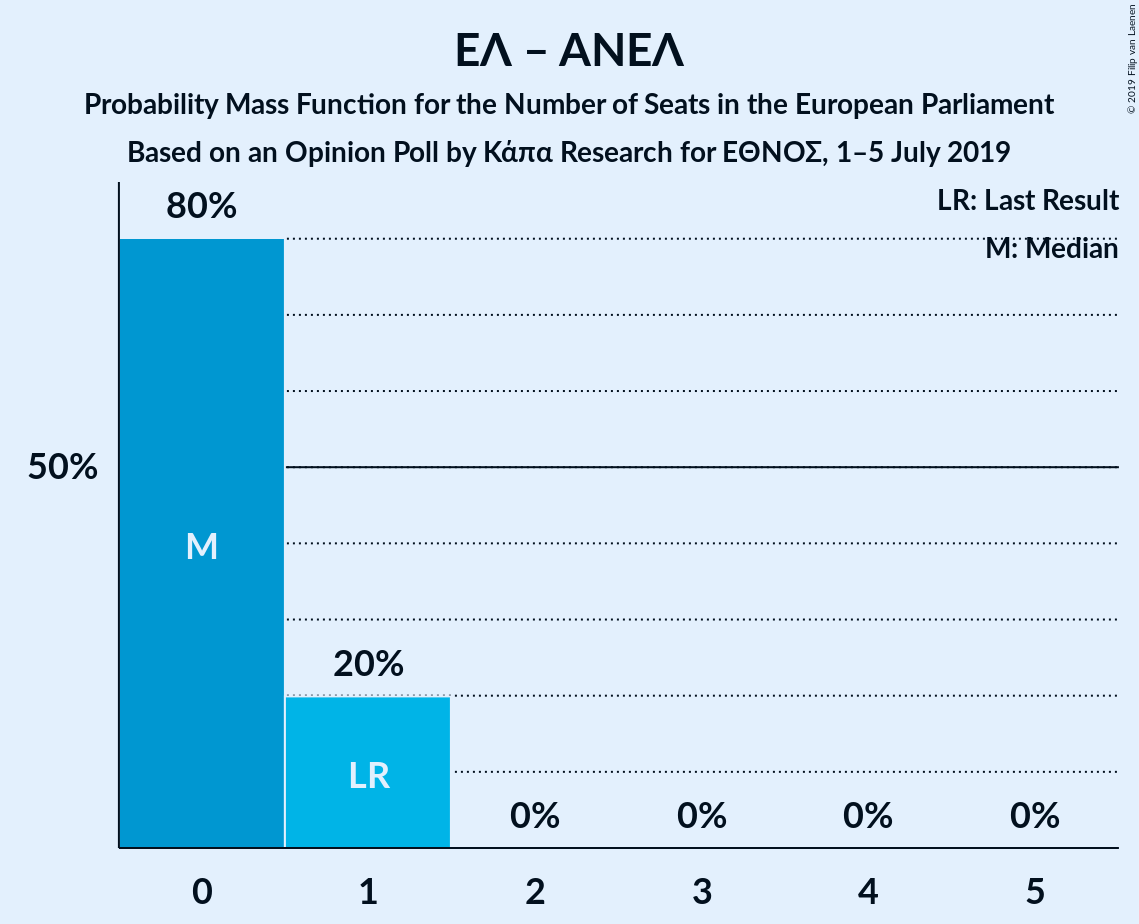 ΕΛ – ΑΝΕΛ
Probability Mass Function for the Number of Seats in the European Parliament
Based on an Opinion Poll by Κάπα Research for ΕΘΝΟΣ, 1–5 July 2019
© 2019 Filip van Laenen
LR: Last Result
M: Median
80%
50%
M
20%
LR
0% 0% 0% 0%
0 1 2 3 4 5